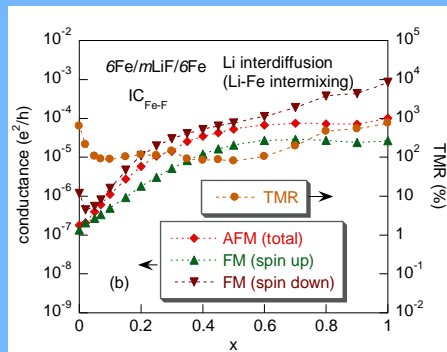 6Fe/mLiF/6Fe
Li interdiffusion
(Li-Fe intermixing)
IC Fe-F
conductance (e²/h)
10⁻²
10⁻³
10⁻⁴
10⁻⁵
10⁻⁶
10⁻⁷
10⁻⁸
10⁻⁹
TMR (%)
10⁵
10⁴
10³
10²
10¹
1
10⁻¹
10⁻²
10⁻³
TMR
AFM (total)
FM (spin up)
FM (spin down)
(b)
0 0.2 0.4 0.6 0.8 1
x